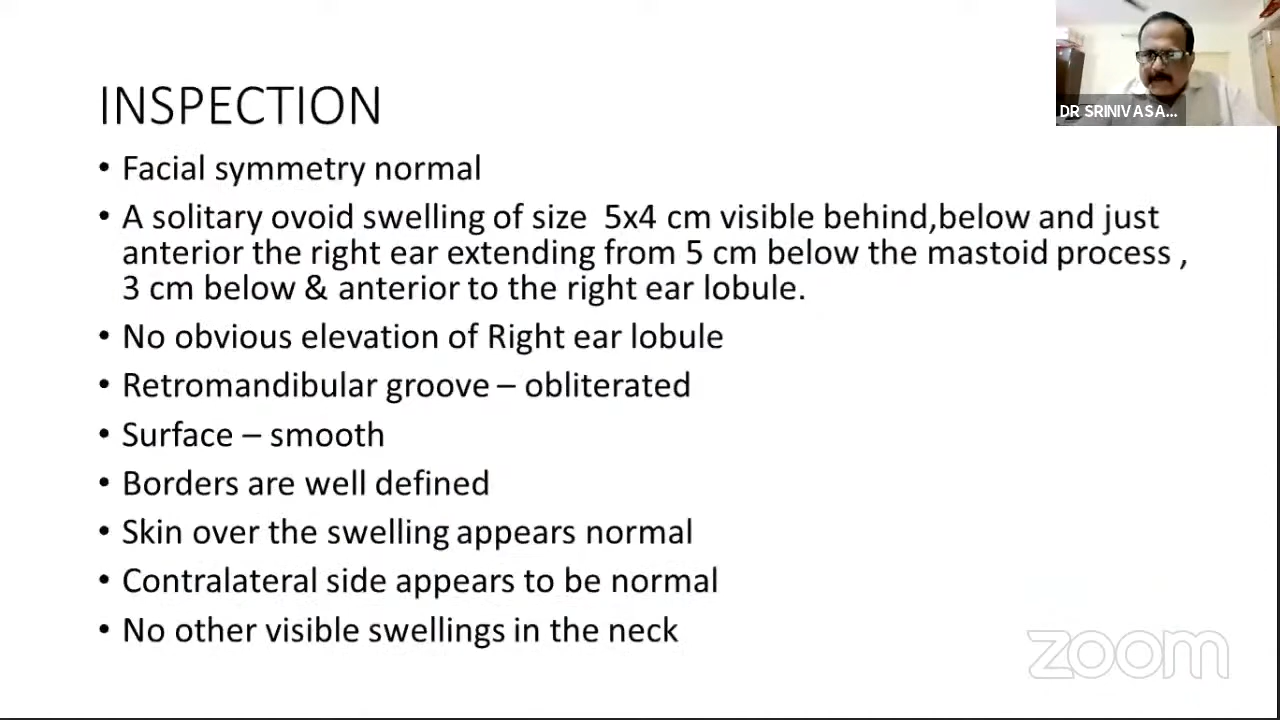 DR SRINIVASA...
INSPECTION
• Facial symmetry normal
• A solitary ovoid swelling of size  5x4 cm visible behind,below and just
anterior the right ear extending from 5 cm below the mastoid process ,
3 cm below & anterior to the right ear lobule.
• No obvious elevation of Right ear lobule
• Retromandibular groove – obliterated
• Surface – smooth
• Borders are well defined
• Skin over the swelling appears normal
• Contralateral side appears to be normal
• No other visible swellings in the neck
zoom